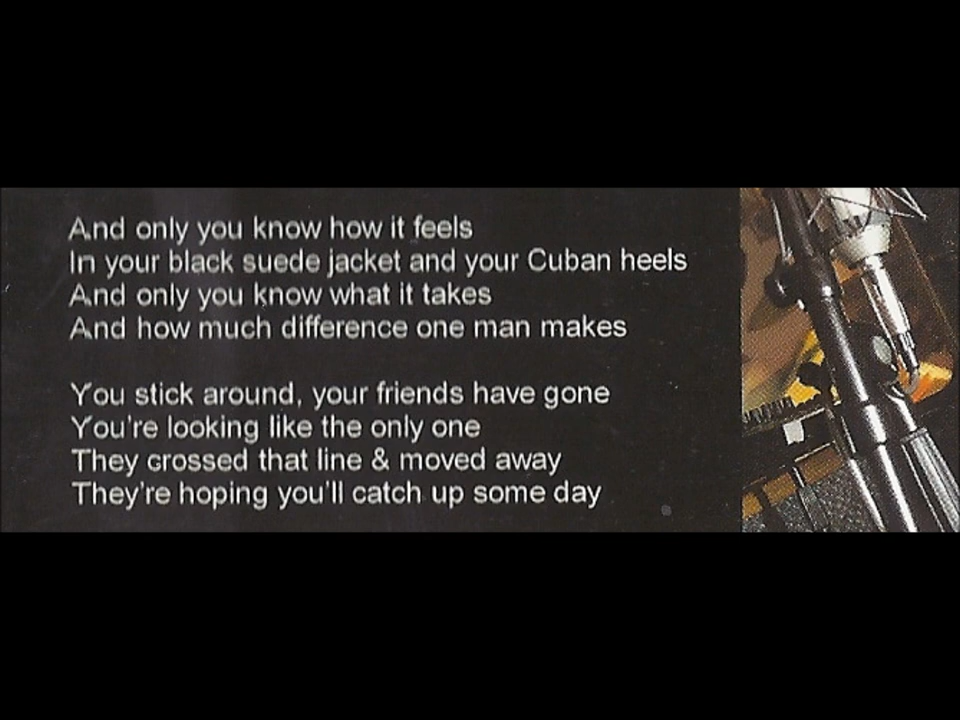 And only you know how it feels
In your black suede jacket and your Cuban heels
And only you know what it takes
And how much difference one man makes

You stick around, your friends have gone
You're looking like the only one
They crossed that line & moved away
They're hoping you'll catch up some day